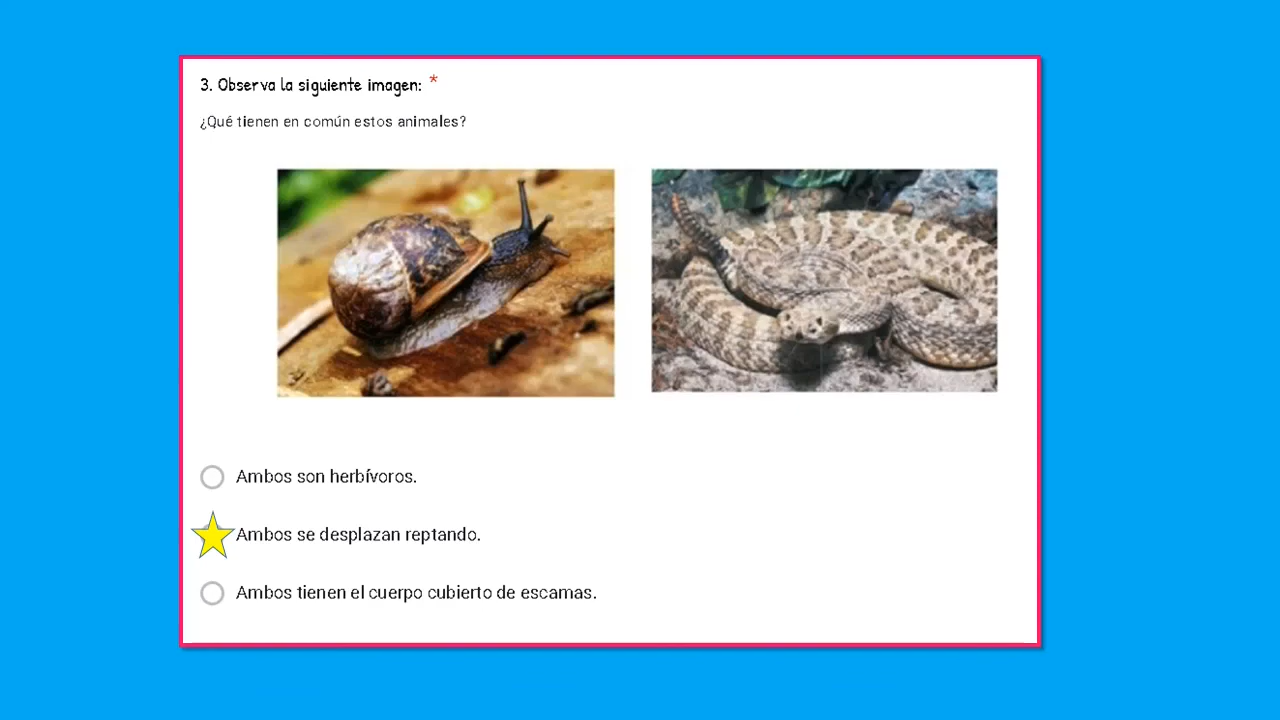 3. Observa la siguiente imagen: *
¿Qué tienen en común estos animales?
Ambos son herbívoros.
Ambos se desplazan reptando.
Ambos tienen el cuerpo cubierto de escamas.